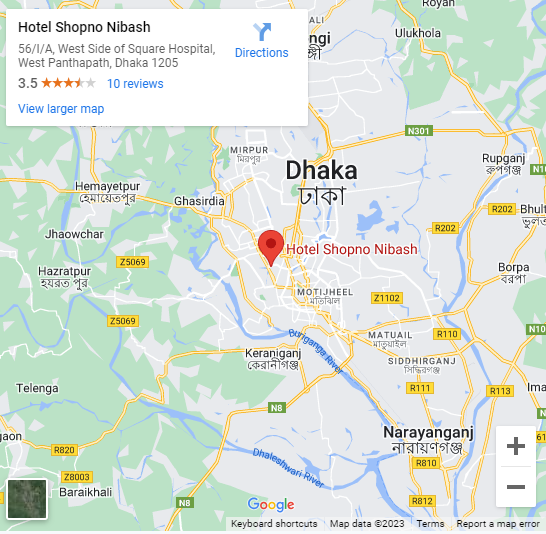 Hotel Shopno Nibash
56/I/A, West Side of Square Hospital,
West Panthapath, Dhaka 1205
3.5
10 reviews
View larger map
Directions
Royan
Ulukhola
N301
MIRPUR
মিরপুর
Dhaka
ঢাকা
Rupganj
রূপগঞ্জ
Hemayetpur
হেমায়েতপুর
Ghasirdia
R202
R202
Jhaowchar
Hotel Shopno Nibash
Z5069
Hazratpur
হযরত পুর
Borpa
বরপা
MOTIJHEEL
মতিঝিল
Z1102
Z5069
Buriganga River
MATUAIL
মাতুয়াইল
R110
Keraniganj
কেরানীগঞ্জ
SIDDHIRGANJ
সিদ্ধিরগঞ্জ
Telenga
R111
R113
N8
Narayanganj
নারায়ণগঞ্জ
R820
Dhaleshwari River
R810
Z8003
Baraikhali
N8
R812
Google
Keyboard shortcuts
Map data ©2023
Terms
Report a map error